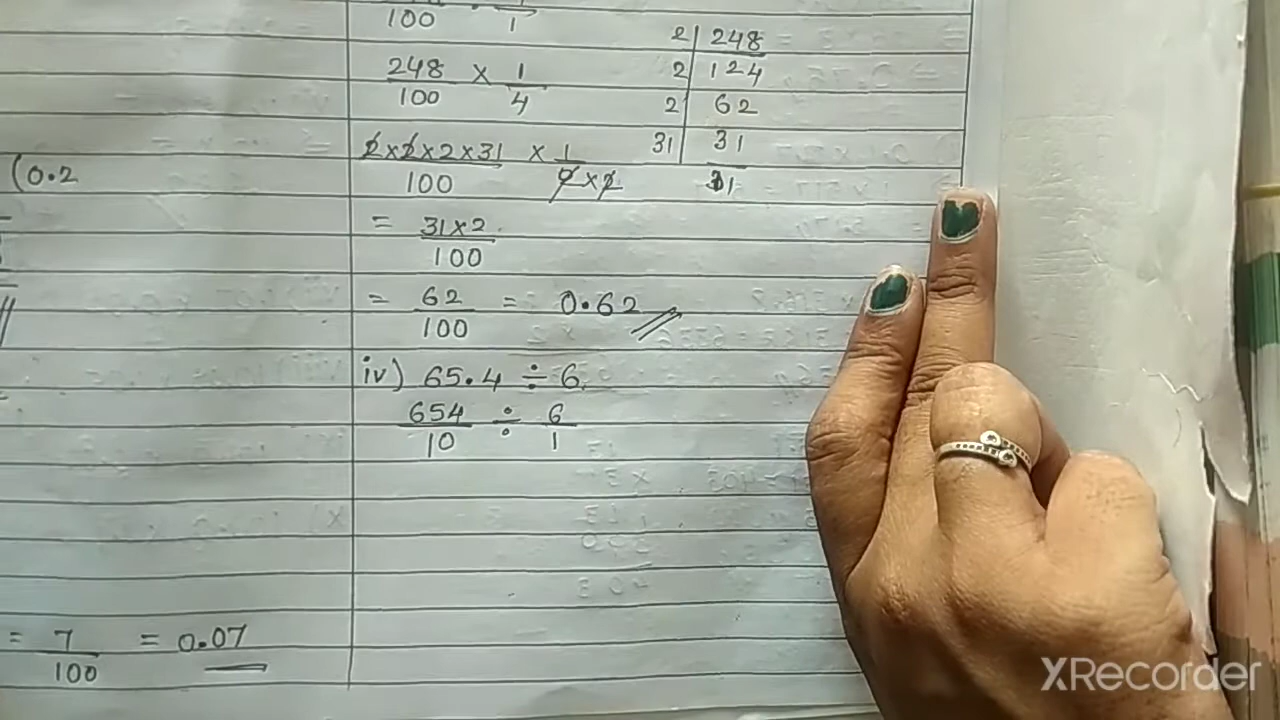 100 1
248/100 × 1/4
2×2×2×31/100 × 1/2×2
= 31×2/100
= 62/100 = 0.62
iv) 65.4 ÷ 6.
654/10 ÷ 6/1
2 | 248
2 | 124
2 | 62
31 | 31
1
(0.2
= 7/100 = 0.07
XRecorder